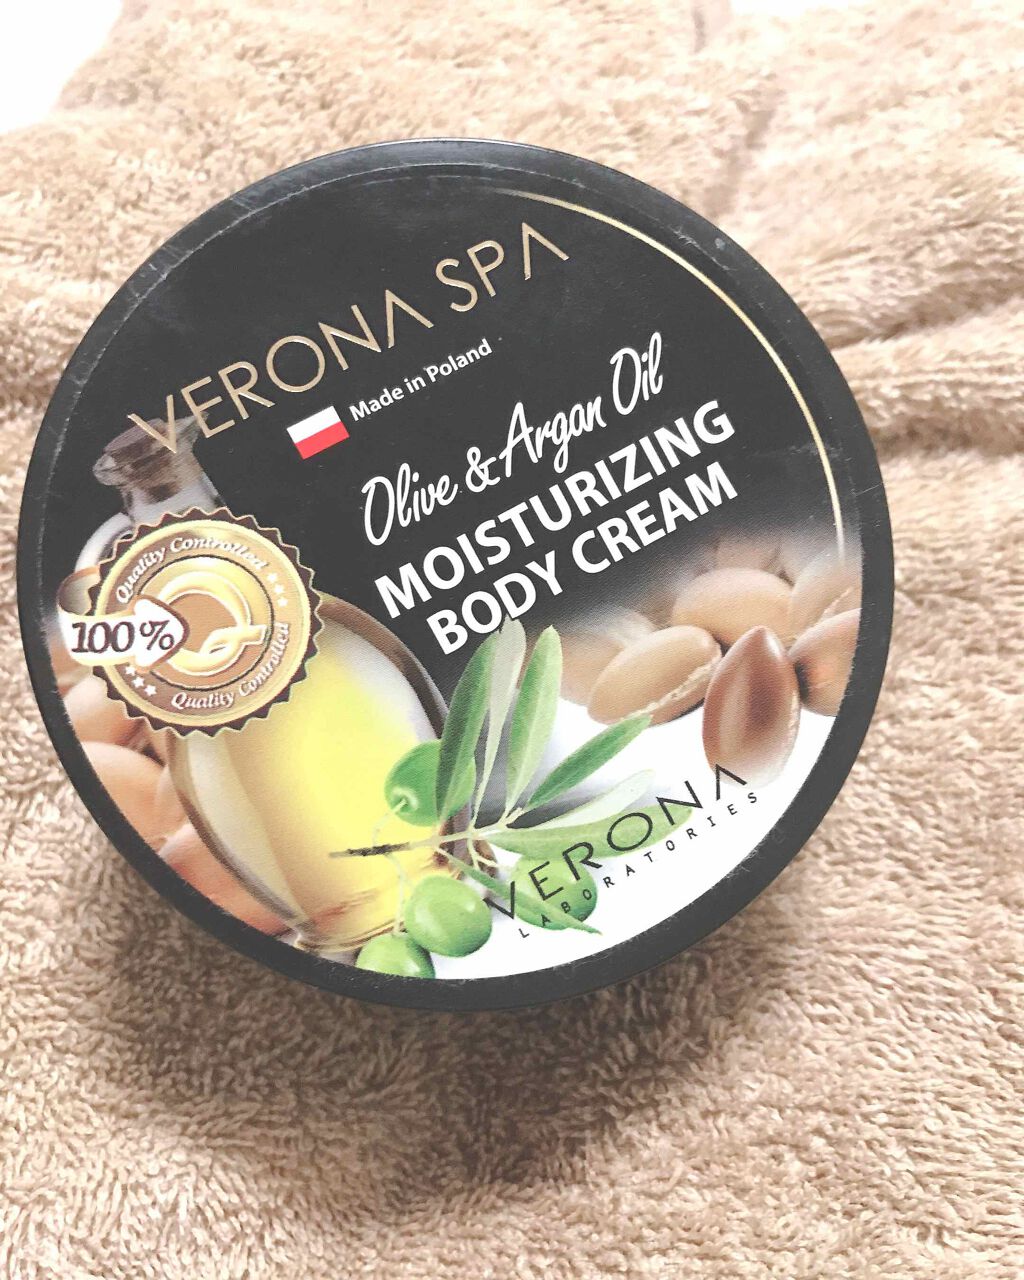 VERONA SPA
Made in Poland
Olive & Argan Oil
MOISTURIZING
BODY CREAM
Quality Controlled
100%
Quality Controlled
VERONA
LABORATORIES